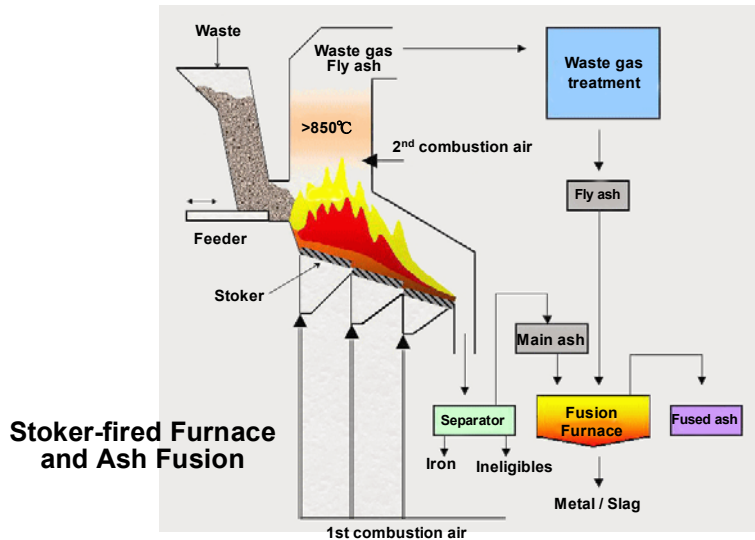 Waste
Waste gas
Fly ash
Waste gas
treatment
>850℃
2nd combustion air
Fly ash
Feeder
Stoker
Main ash
Separator
Fusion
Furnace
Fused ash
Stoker-fired Furnace
and Ash Fusion
Iron
Ineligibles
Metal / Slag
1st combustion air